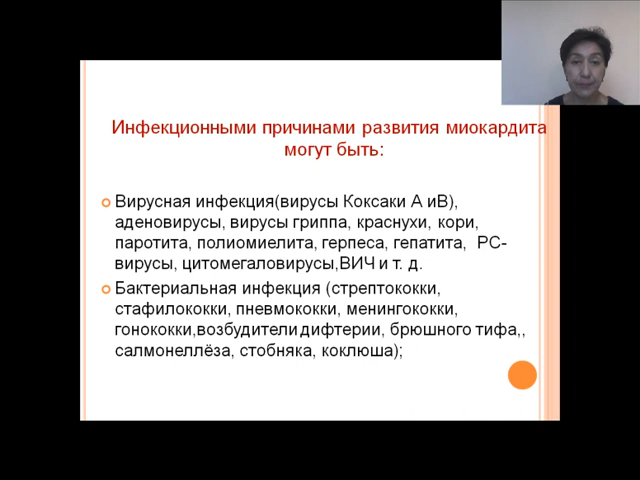 Инфекционными причинами развития миокардита
могут быть:
Вирусная инфекция(вирусы Коксаки А иВ),
аденовирусы, вирусы гриппа, краснухи, кори,
паротита, полиомиелита, герпеса, гепатита, РС-
вирусы, цитомегаловирусы,ВИЧ и т. д.
Бактериальная инфекция (стрептококки,
стафилококки, пневмококки, менингококки,
гонококки,возбудители дифтерии, брюшного тифа,,
салмонеллёза, стобняка, коклюша);